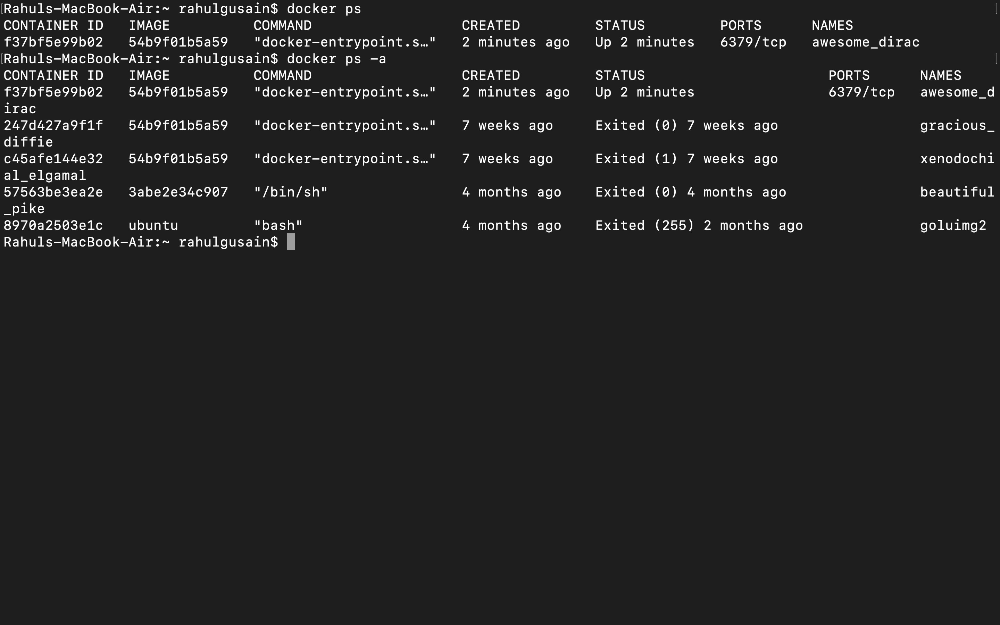 [Rahuls-MacBook-Air:~ rahulgusain$ docker ps ]
CONTAINER ID   IMAGE          COMMAND                  CREATED         STATUS         PORTS      NAMES
f37bf5e99b02   54b9f01b5a59   "docker-entrypoint.s…"   2 minutes ago   Up 2 minutes   6379/tcp   awesome_dirac
[Rahuls-MacBook-Air:~ rahulgusain$ docker ps -a ]
CONTAINER ID   IMAGE          COMMAND                  CREATED         STATUS                      PORTS      NAMES
f37bf5e99b02   54b9f01b5a59   "docker-entrypoint.s…"   2 minutes ago   Up 2 minutes                6379/tcp   awesome_d
irac
247d427a9f1f   54b9f01b5a59   "docker-entrypoint.s…"   7 weeks ago     Exited (0) 7 weeks ago                 gracious_
diffie
c45afe144e32   54b9f01b5a59   "docker-entrypoint.s…"   7 weeks ago     Exited (1) 7 weeks ago                 xenodochi
al_elgamal
57563be3ea2e   3abe2e34c907   "/bin/sh"                4 months ago    Exited (0) 4 months ago                beautiful
_pike
8970a2503e1c   ubuntu         "bash"                   4 months ago    Exited (255) 2 months ago              goluimg2
Rahuls-MacBook-Air:~ rahulgusain$